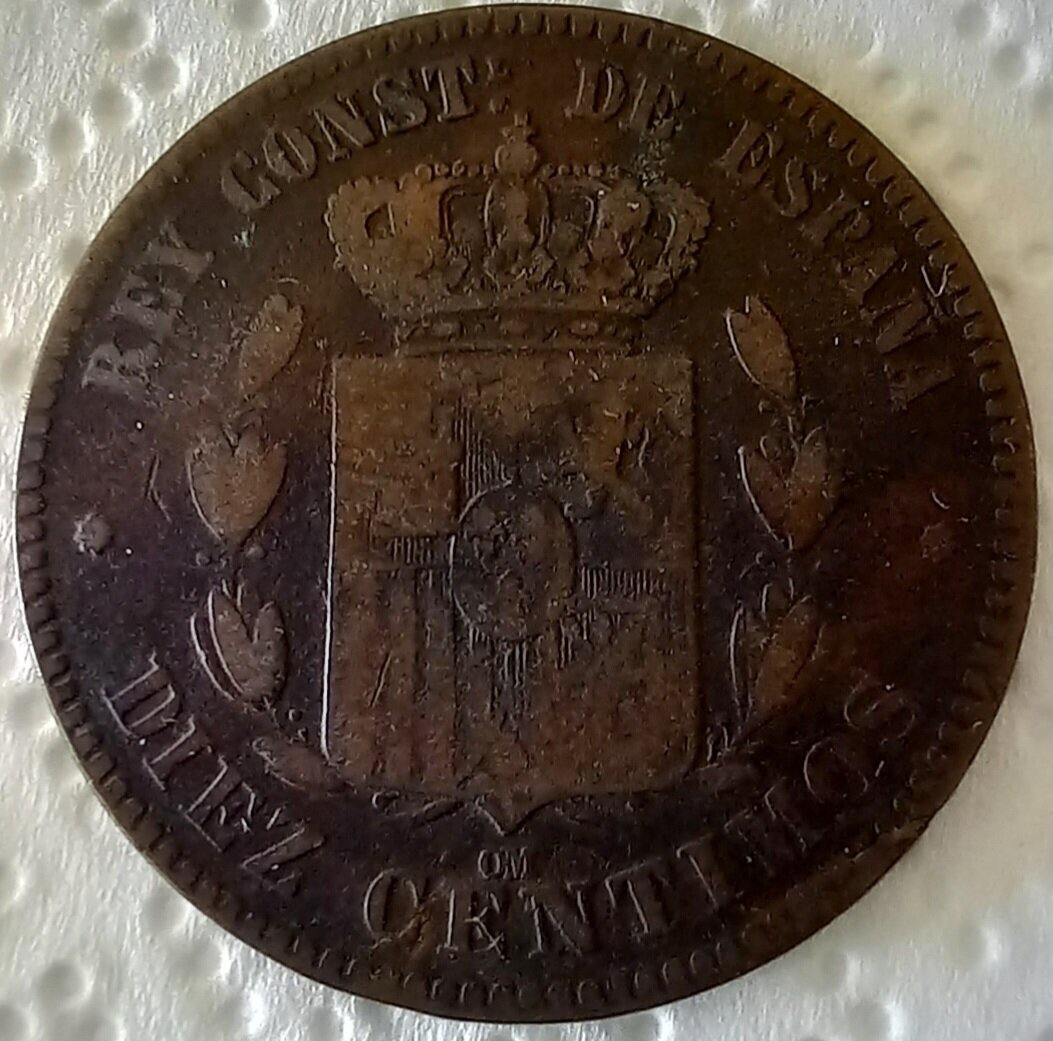 REY CONST. DE ESPAÑA
OM
DIEZ CENTIMOS